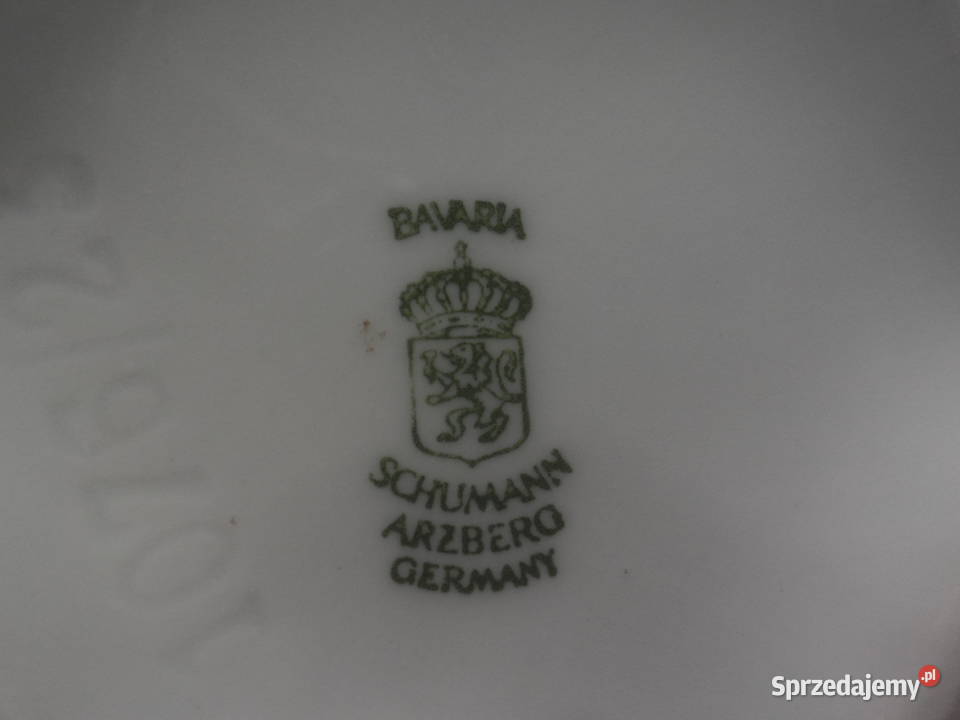 BAVARIA
SCHUMANN
ARZBERG
GERMANY
Sprzedajemy.pl